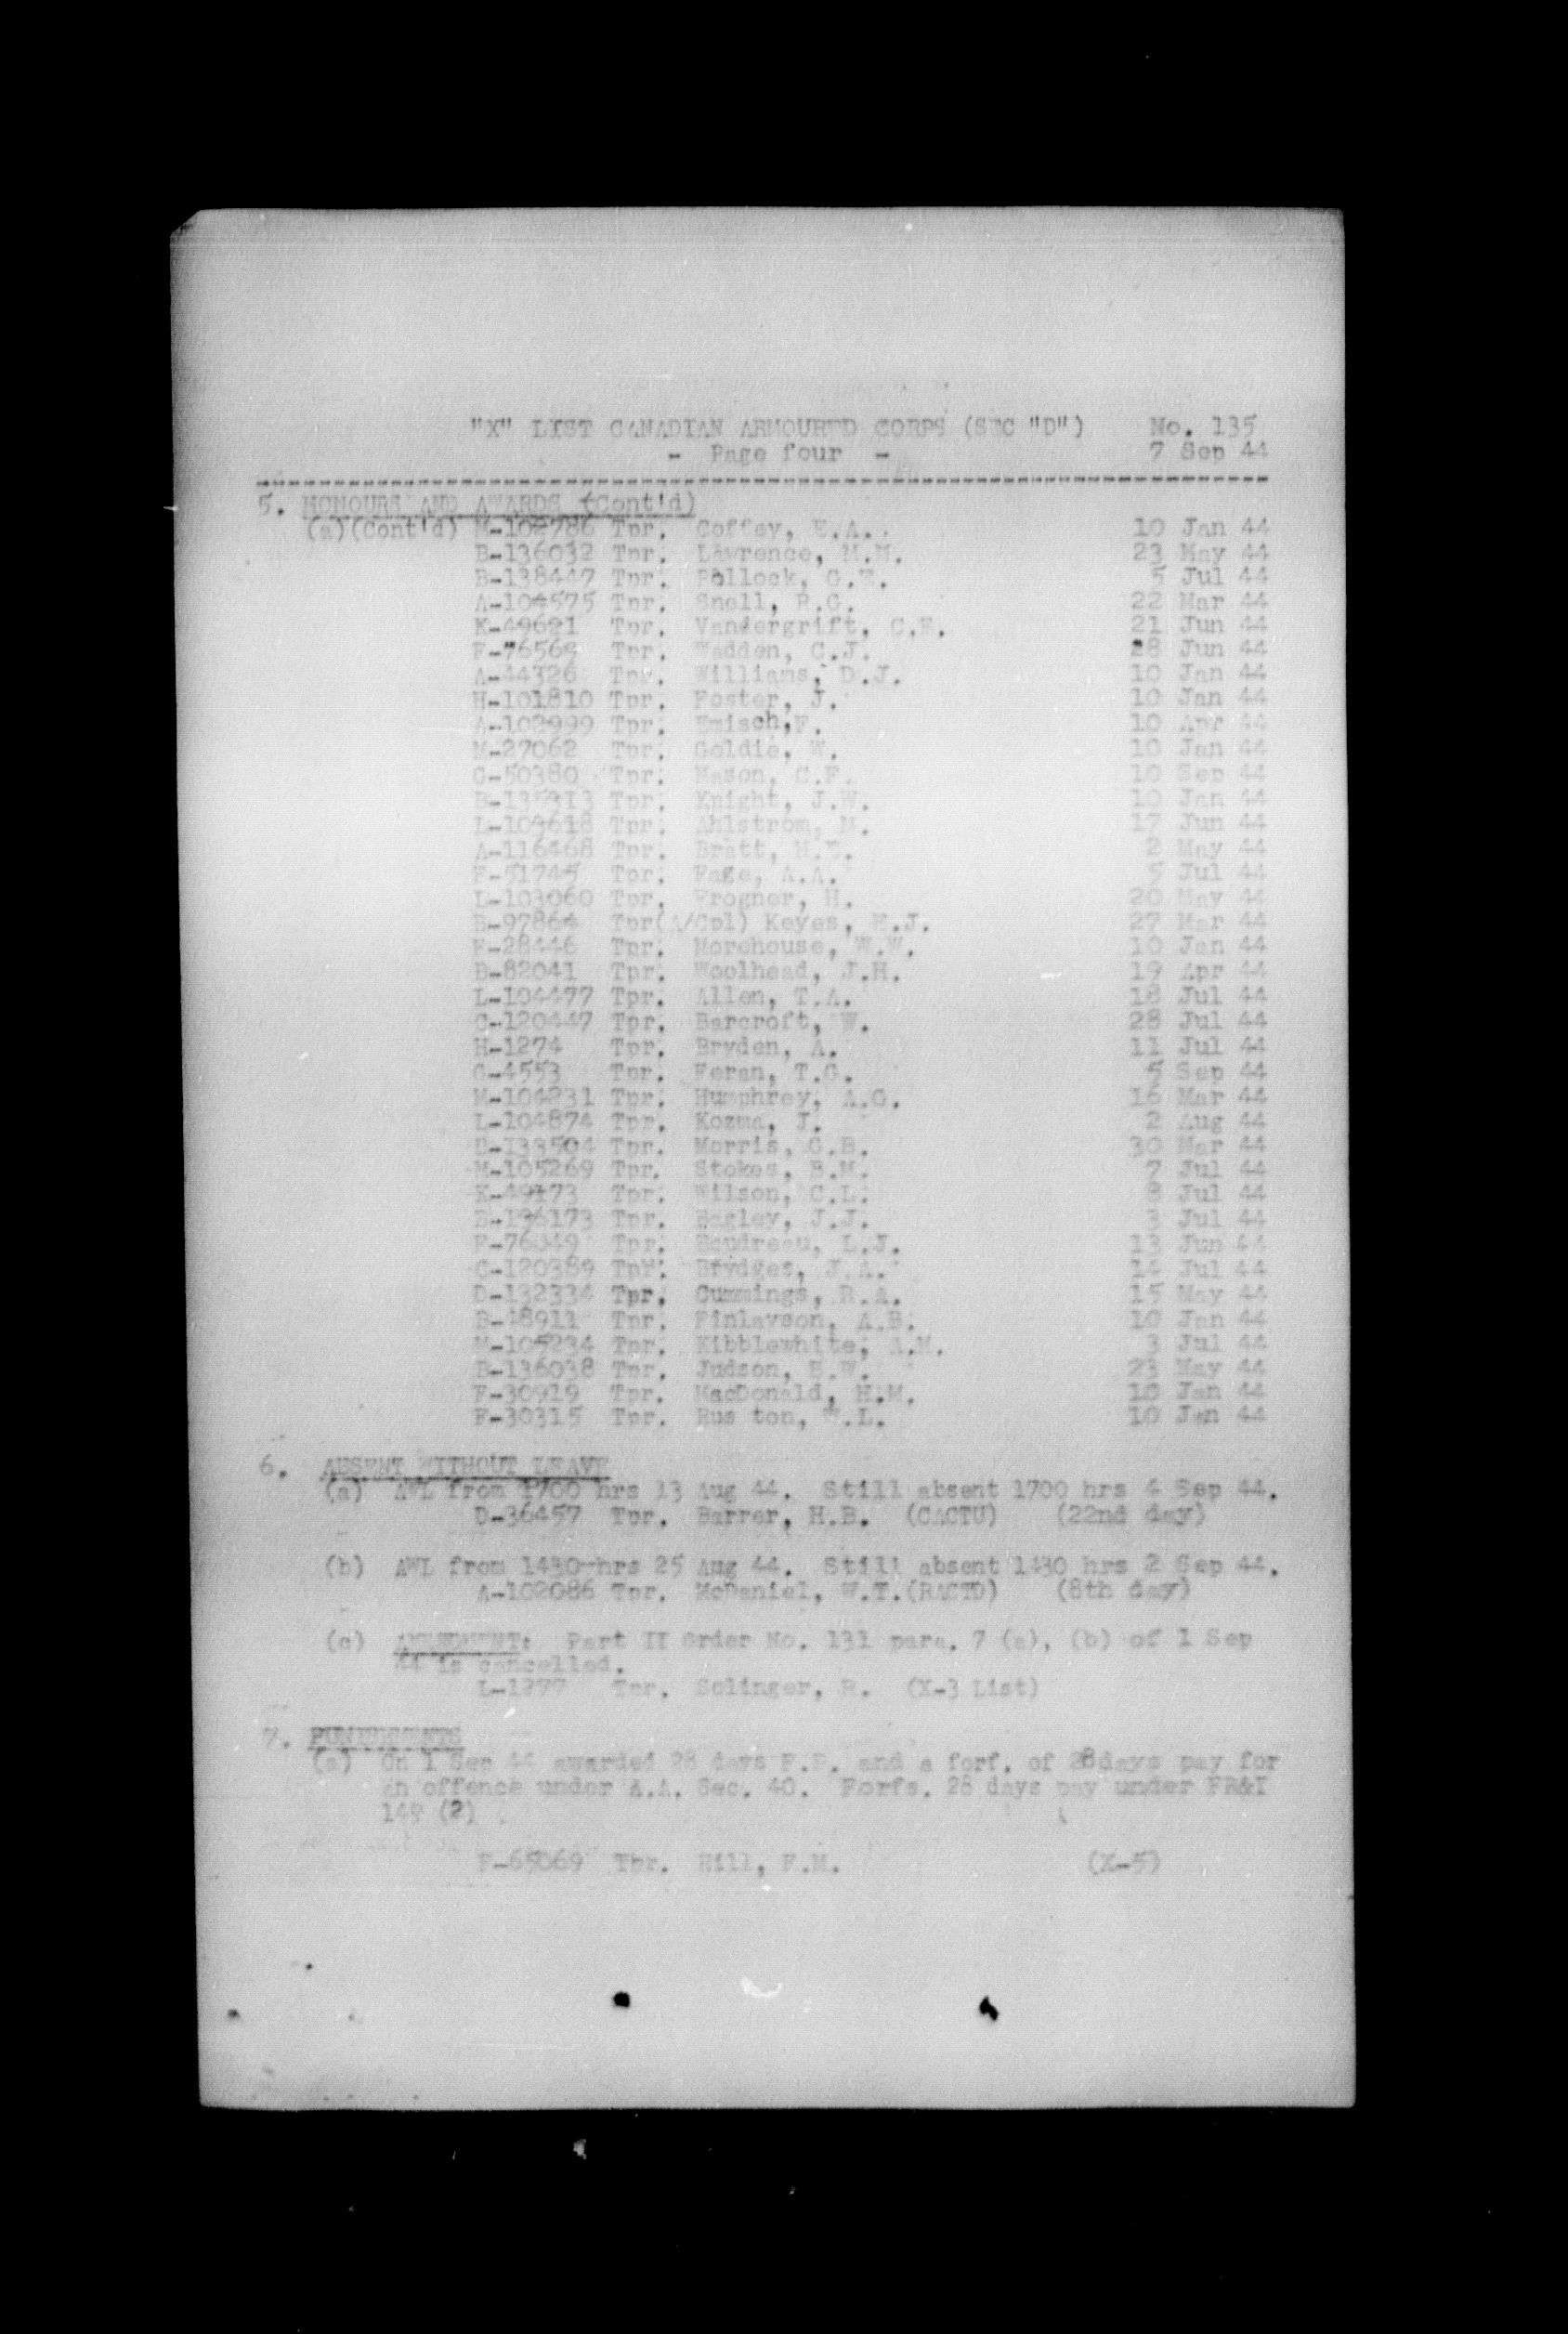 "X" LIST CANADIAN ARMOURED CORPS (SEC "D") No. 135
- Page four - 7 Sep 44
5. HONOURS AND AWARDS (Cont'd)
(a)(Cont'd) M-102786 Tpr. Coffey, E.A. 10 Jan 44
B-136032 Tpr. Lawrence, M.M. 23 May 44
B-138447 Tpr. Pollock, G.E. 5 Jul 44
A-104575 Tpr. Snell, R.G. 22 Mar 44
K-49621 Tpr. Vandergrift, C.E. 21 Jun 44
F-76569 Tpr. Wadden, C.J. 28 Jun 44
A-44326 Tpr. Williams, D.J. 10 Jan 44
H-101810 Tpr. Foster, J. 10 Jan 44
A-102999 Tpr. Emisch,F. 10 Apr 44
M-27062 Tpr. Goldie, W. 10 Jan 44
G-50380 Tpr. Mason, C.F. 10 Sep 44
B-135913 Tpr. Knight, J.W. 10 Jan 44
L-103618 Tpr. Ahlstrom, M. 17 Jun 44
A-116468 Tpr. Bratt, H.E. 2 May 44
F-51745 Tpr. Fage, A.A. 5 Jul 44
L-103060 Tpr. Frogner, H. 20 May 44
B-97864 Tpr(A/Cpl) Keyes, E.J. 27 Mar 44
F-28446 Tpr. Morehouse, W.W. 10 Jan 44
B-82041 Tpr. Woolhead, J.H. 19 Apr 44
L-104477 Tpr. Allen, T.A. 18 Jul 44
C-120447 Tpr. Barcroft, W. 28 Jul 44
H-1274 Tpr. Bryden, A. 11 Jul 44
G-4553 Tpr. Feran, T.G. 5 Sep 44
M-104231 Tpr. Humphrey, A.G. 16 Mar 44
L-104874 Tpr. Kozma, J. 2 Aug 44
D-133504 Tpr. Morris, G.B. 30 Mar 44
M-105269 Tpr. Stokes, B.M. 7 Jul 44
K-49173 Tpr. Wilson, C.L. 8 Jul 44
B-136173 Tpr. Bagley, J.J. 3 Jul 44
F-76049 Tpr. Boudreau, L.J. 13 Jun 44
C-120389 Tpr. Brydges, J.A. 14 Jul 44
D-132334 Tpr. Cummings, R.A. 15 May 44
B-48911 Tpr. Finlayson, A.B. 10 Jan 44
M-105234 Tpr. Kibblewhite, A.M. 3 Jul 44
B-136038 Tpr. Judson, E.W. 23 May 44
F-30919 Tpr. MacDonald, H.M. 10 Jan 44
F-30315 Tpr. Rus ton, W.L. 10 Jan 44
6. ABSENT WITHOUT LEAVE
(a) AWL from 1700 hrs 13 Aug 44. Still absent 1700 hrs 4 Sep 44.
D-36457 Tpr. Barrer, H.B. (CACTU) (22nd day)
(b) AWL from 1430 hrs 25 Aug 44. Still absent 1430 hrs 2 Sep 44.
A-102086 Tpr. McDaniel, W.T.(RACTD) (8th day)
(c) AMENDMENT: Part II Order No. 131 para. 7 (a), (b) of 1 Sep
44 is cancelled.
L-1277 Tpr. Solinger, R. (X-3 List)
7. PUNISHMENTS
(a) On 1 Sep 44 awarded 28 days F.P. and a forf. of 28days pay for
an offence under A.A. Sec. 40. Forfs. 28 days pay under FR&I
149 (2)
F-65069 Tpr. Hill, F.M. (X-5)